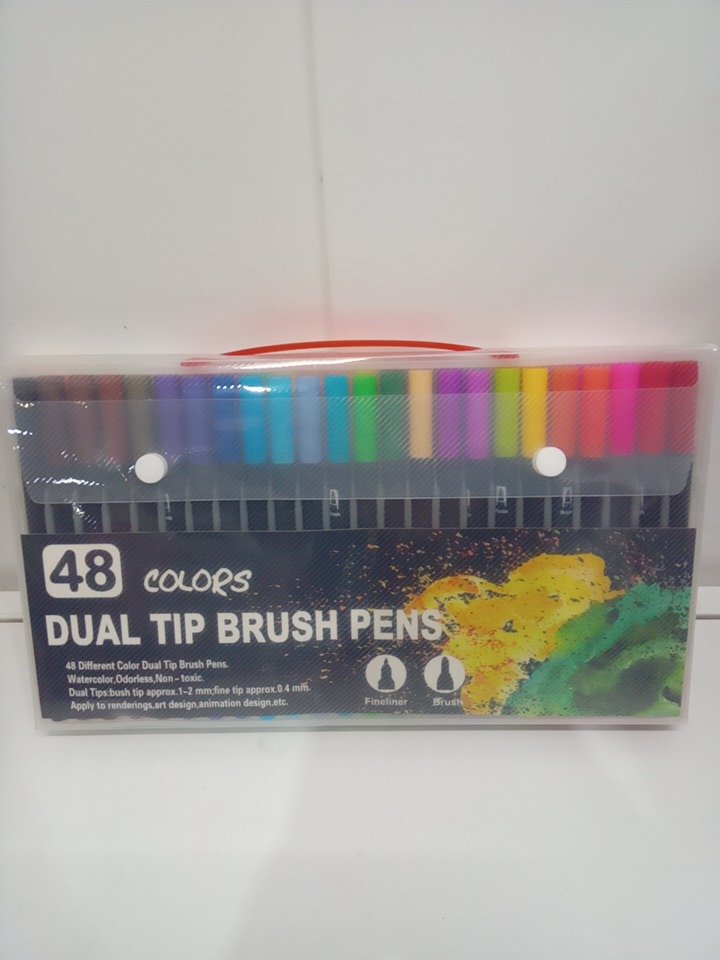 48 COLORS
DUAL TIP BRUSH PENS
48 Different Color Dual Tip Brush Pens.
Watercolor,Odorless,Non - toxic.
Dual Tips:bush tip approx.1-2 mm;fine tip approx.0.4 mm.
Apply to renderings,art design,animation design,etc.
Fineliner Brush